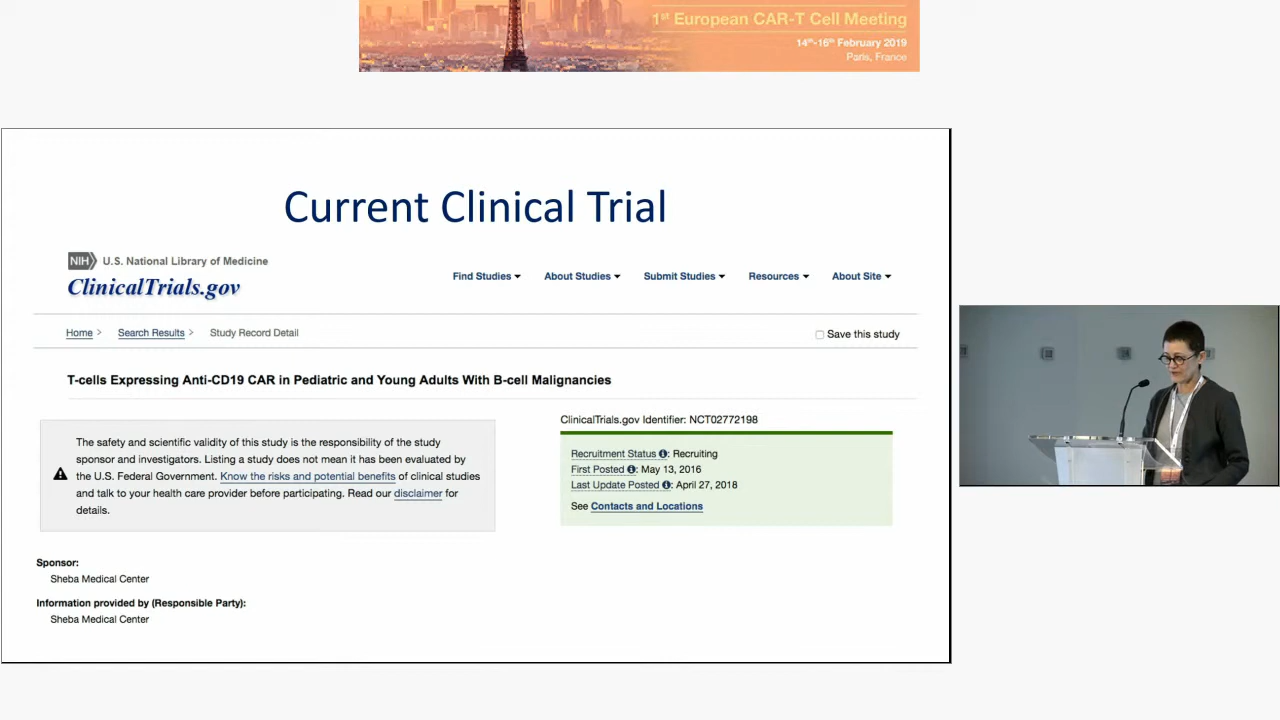 1st European CAR-T Cell Meeting
14th-16th February 2019
Paris, France
Current Clinical Trial
NIH U.S. National Library of Medicine
ClinicalTrials.gov
Find Studies
About Studies
Submit Studies
Resources
About Site
Home > Search Results > Study Record Detail
Save this study
T-cells Expressing Anti-CD19 CAR in Pediatric and Young Adults With B-cell Malignancies
The safety and scientific validity of this study is the responsibility of the study
sponsor and investigators. Listing a study does not mean it has been evaluated by
the U.S. Federal Government. Know the risks and potential benefits of clinical studies
and talk to your health care provider before participating. Read our disclaimer for
details.
ClinicalTrials.gov Identifier: NCT02772198
Recruitment Status : Recruiting
First Posted : May 13, 2016
Last Update Posted : April 27, 2018
See Contacts and Locations
Sponsor:
Sheba Medical Center
Information provided by (Responsible Party):
Sheba Medical Center